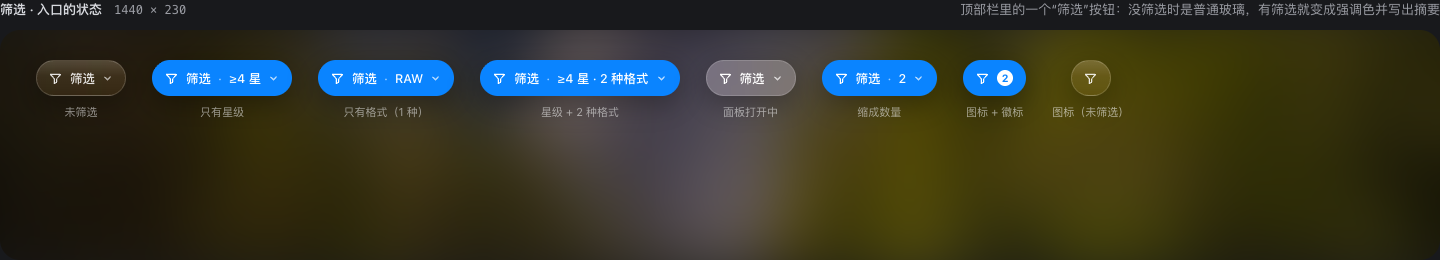 筛选 · 入口的状态 1440 × 230
顶部栏里的一个“筛选”按钮：没筛选时是普通玻璃，有筛选就变成强调色并写出摘要
筛选
筛选 · ≥4 星
筛选 · RAW
筛选 · ≥4 星 · 2 种格式
筛选
筛选 · 2
2
未筛选
只有星级
只有格式（1 种）
星级 + 2 种格式
面板打开中
缩成数量
图标 + 徽标
图标（未筛选）